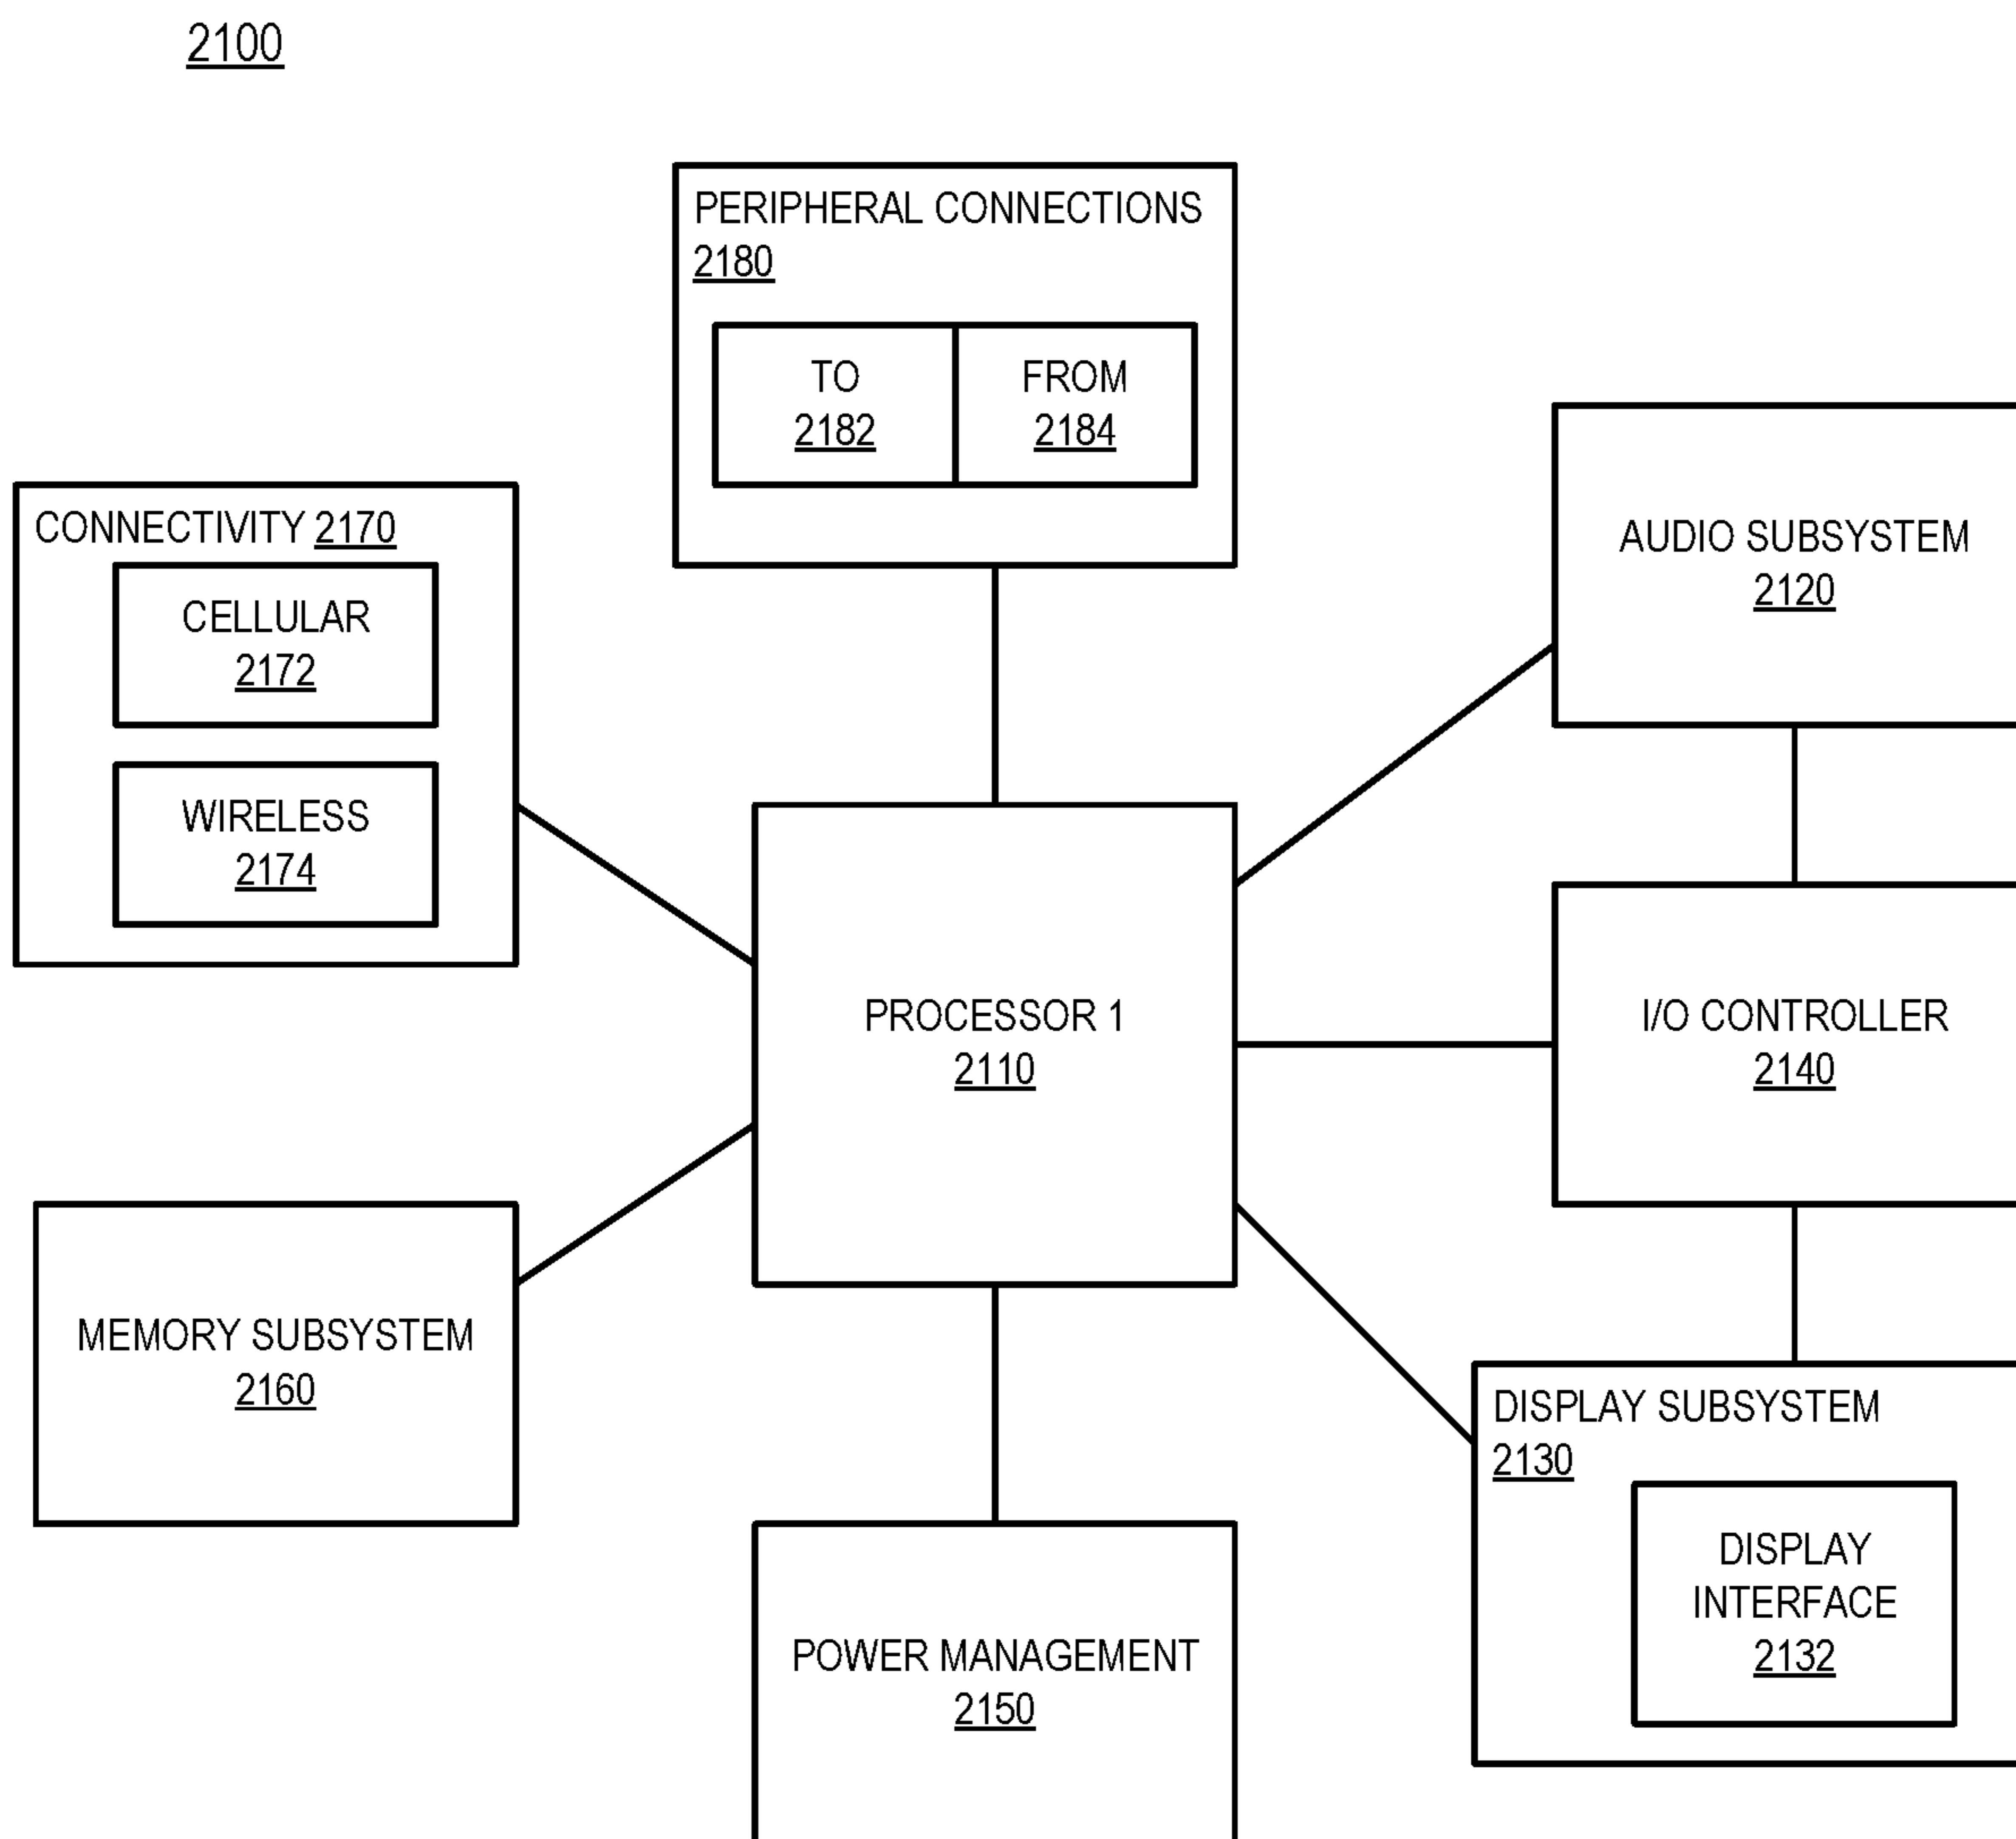 2100
PERIPHERAL CONNECTIONS
2180
TO
2182
FROM
2184
CONNECTIVITY 2170
CELLULAR
2172
WIRELESS
2174
AUDIO SUBSYSTEM
2120
PROCESSOR 1
2110
I/O CONTROLLER
2140
MEMORY SUBSYSTEM
2160
DISPLAY SUBSYSTEM
2130
DISPLAY
INTERFACE
2132
POWER MANAGEMENT
2150